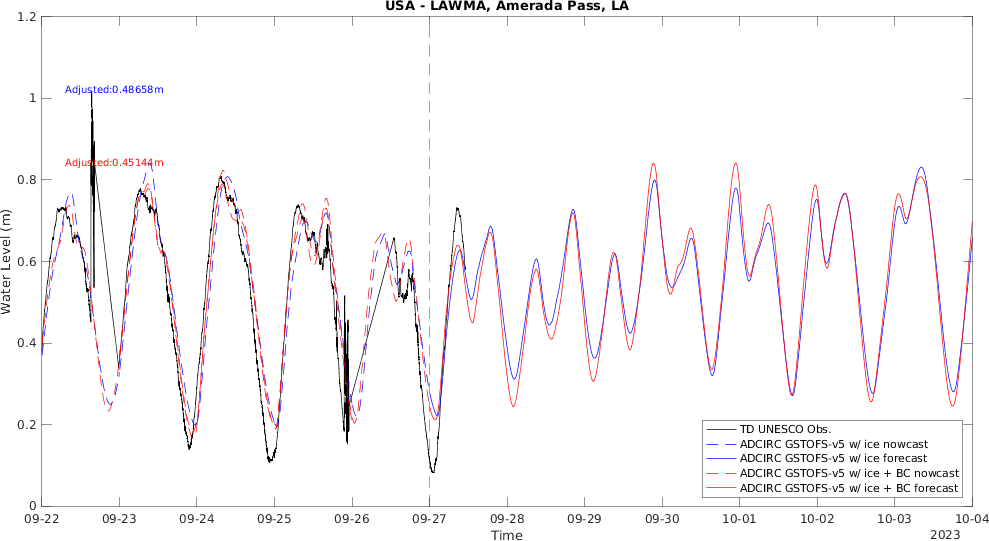 USA - LAWMA, Amerada Pass, LA
1.2
1
0.8
0.6
0.4
0.2
0
Water Level (m)
Adjusted:0.48658m
Adjusted:0.45144m
TD UNESCO Obs.
ADCIRC GSTOFS-v5 w/ ice nowcast
ADCIRC GSTOFS-v5 w/ ice forecast
ADCIRC GSTOFS-v5 w/ ice + BC nowcast
ADCIRC GSTOFS-v5 w/ ice + BC forecast
09-22 09-23 09-24 09-25 09-26 09-27 09-28 09-29 09-30 10-01 10-02 10-03 10-04
Time
2023